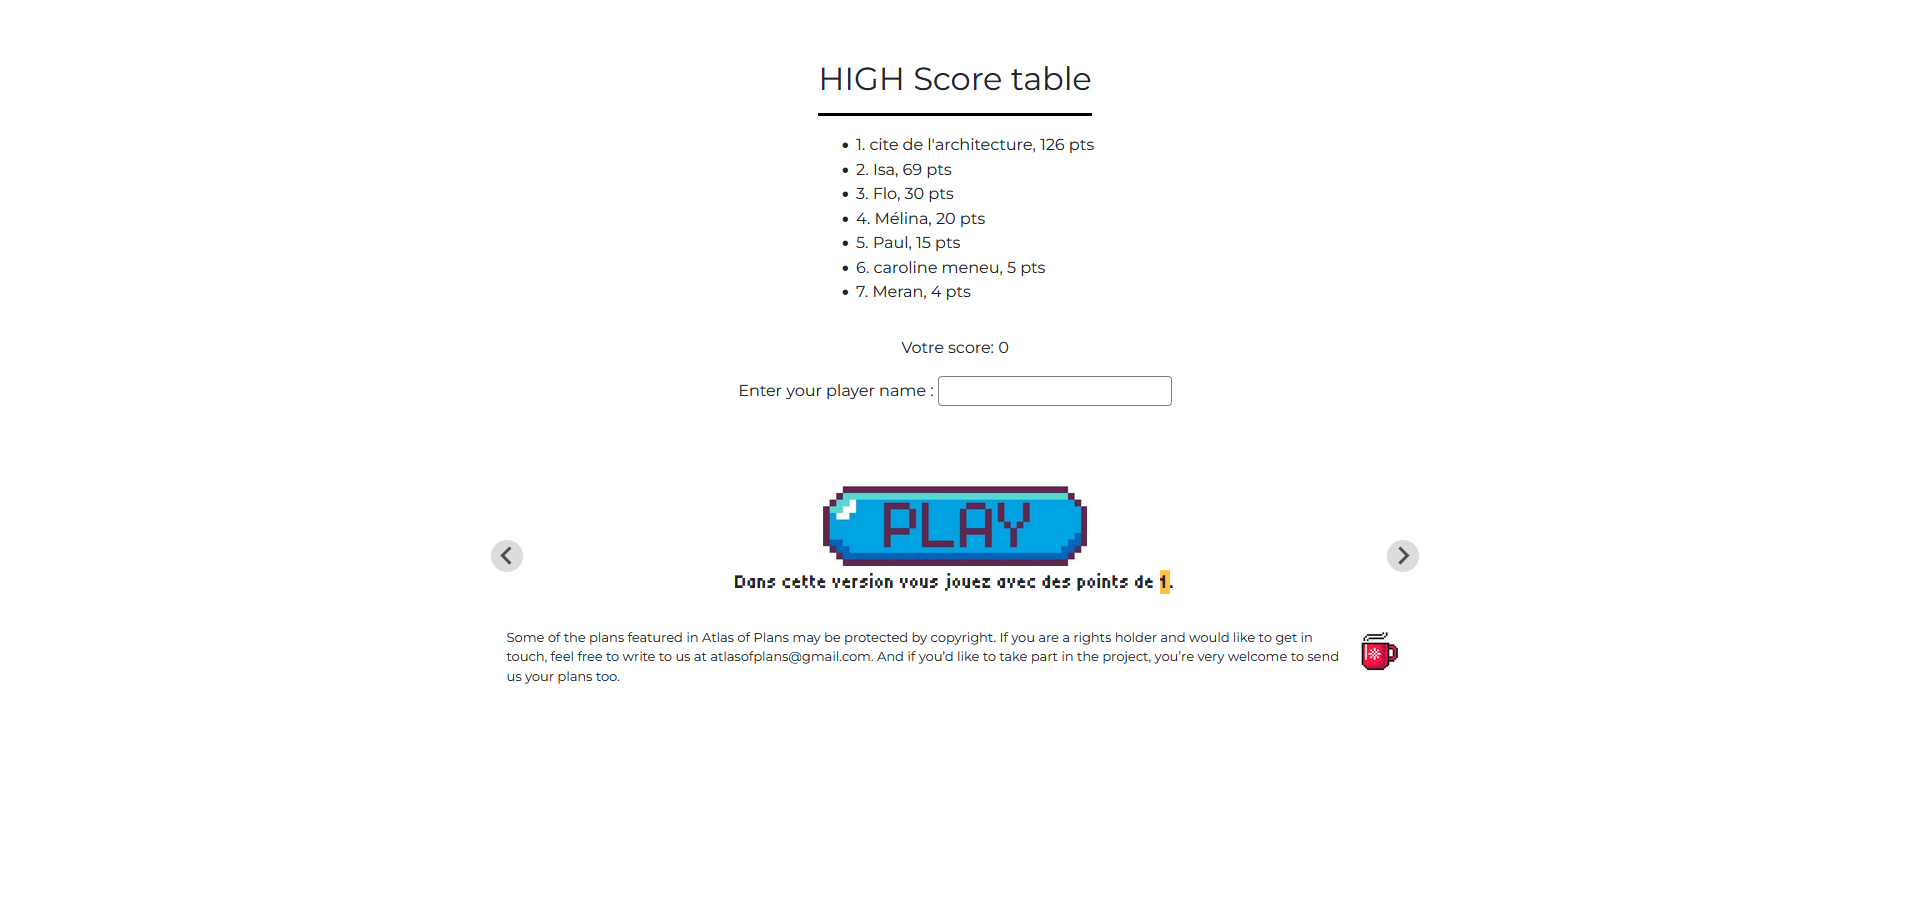 HIGH Score table
1. cite de l'architecture, 126 pts
2. Isa, 69 pts
3. Flo, 30 pts
4. Mélina, 20 pts
5. Paul, 15 pts
6. caroline meneu, 5 pts
7. Meran, 4 pts
Votre score: 0
Enter your player name :
PLAY
Dans cette version vous jouez avec des points de 1.
Some of the plans featured in Atlas of Plans may be protected by copyright. If you are a rights holder and would like to get in
touch, feel free to write to us at atlasofplans@gmail.com. And if you’d like to take part in the project, you’re very welcome to send
us your plans too.